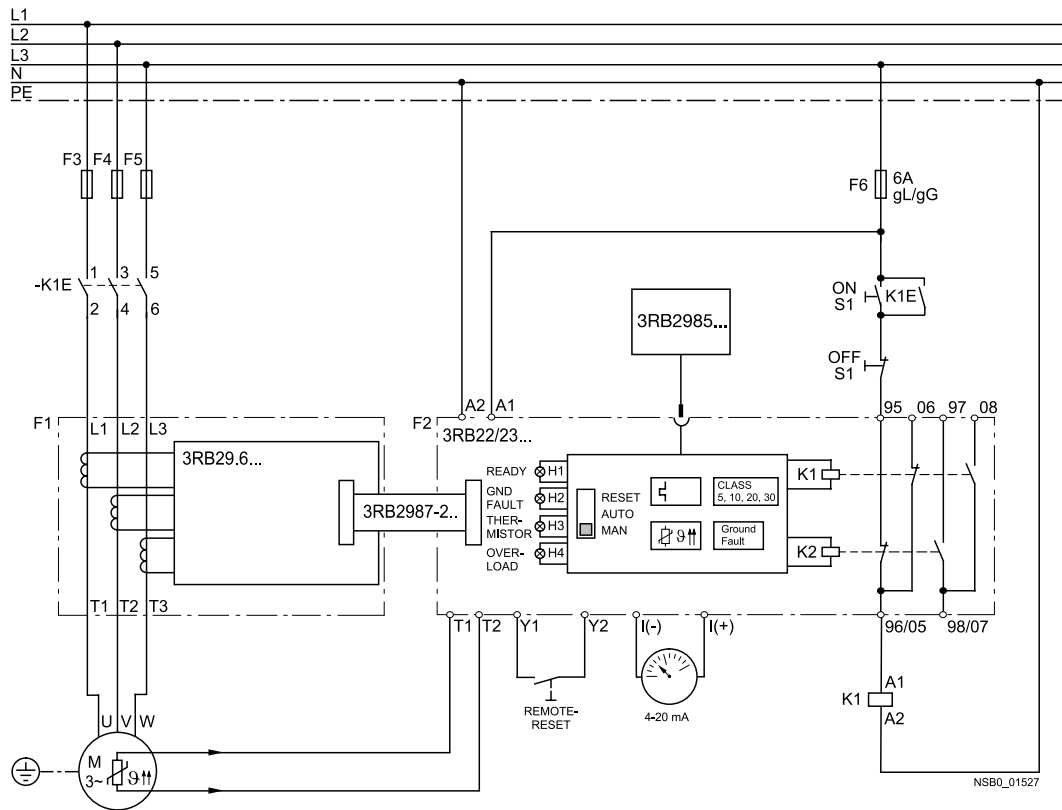 L1
L2
L3
N
PE
F3 F4 F5
F6 6A
gL/gG
-K1E 1 3 5
2 4 6
ON
S1
K1E
OFF
S1
3RB2985...
F1 L1 L2 L3
3RB29.6...
3RB2987-2..
T1 T2 T3
A2 A1
F2 3RB22/23...
95 06 97 08
READY H1
GND
FAULT H2
THER-
MISTOR H3
OVER-
LOAD H4
RESET
AUTO
MAN
CLASS
5, 10, 20, 30
ϑ
Ground
Fault
K1
K2
T1 T2 Y1 Y2 I(-) I(+) 96/05 98/07
REMOTE-
RESET
4-20 mA
K1 A1
A2
U V W
M
3~ ϑ
NSB0_01527